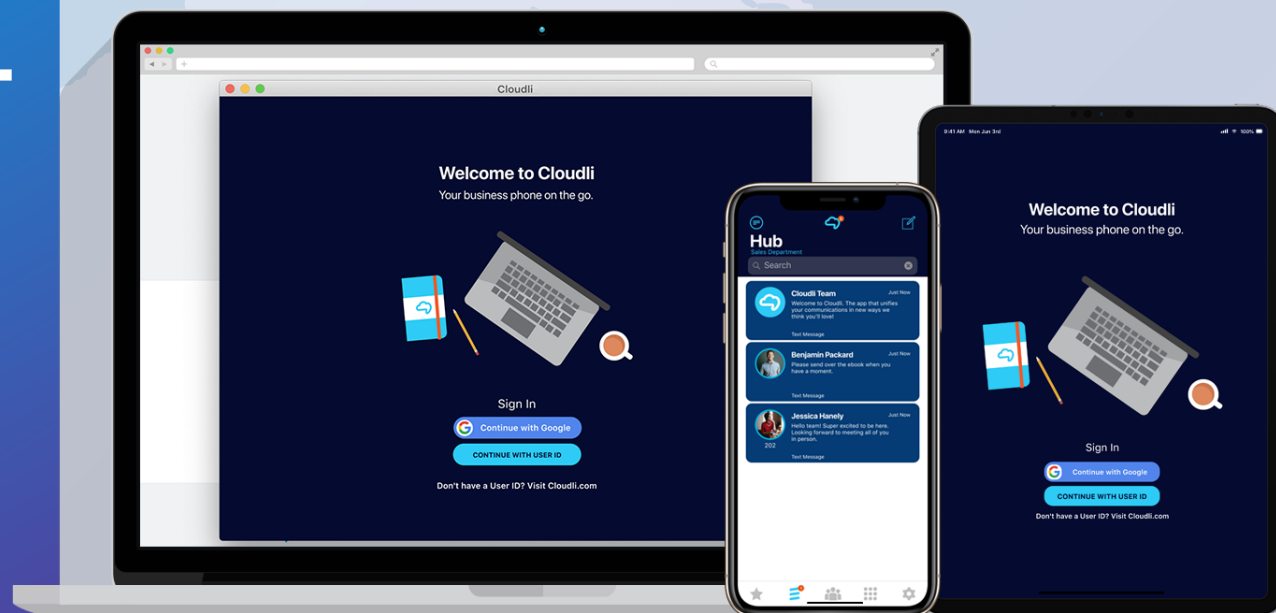 Cloudli
Welcome to Cloudli
Your business phone on the go.
Sign In
Continue with Google
CONTINUE WITH USER ID
Don't have a User ID? Visit Cloudli.com
Hub
Sales Department
Search
Cloudli Team
Just Now
Welcome to Cloudli. The app that unifies
your communications in new ways we
think you'll love!
Text Message
Benjamin Packard
Just Now
Please send over the ebook when you
have a moment.
Text Message
Jessica Hanely
Just Now
Hello team! Super excited to be here.
Looking forward to meeting all of you
in person.
202
Text Message
9:41 AM Mon Jun 3rd
100%
Welcome to Cloudli
Your business phone on the go.
Sign In
Continue with Google
CONTINUE WITH USER ID
Don't have a User ID? Visit Cloudli.com